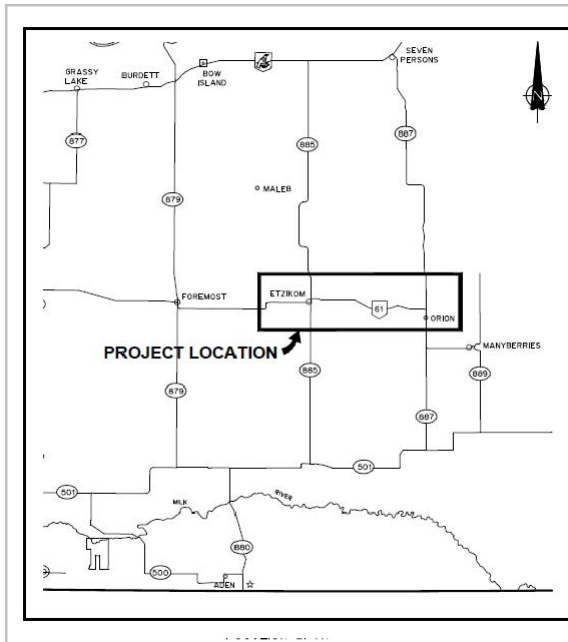 SEVEN
PERSONS
GRASSY
LAKE
BURDETT
BOW
ISLAND
N
877
885
887
879
MALEB
FOREMOST
ETZIKOM
61
ORION
PROJECT LOCATION
MANYBERRIES
879
885
887
889
501
501
MILK
RIVER
880
500
ADEN